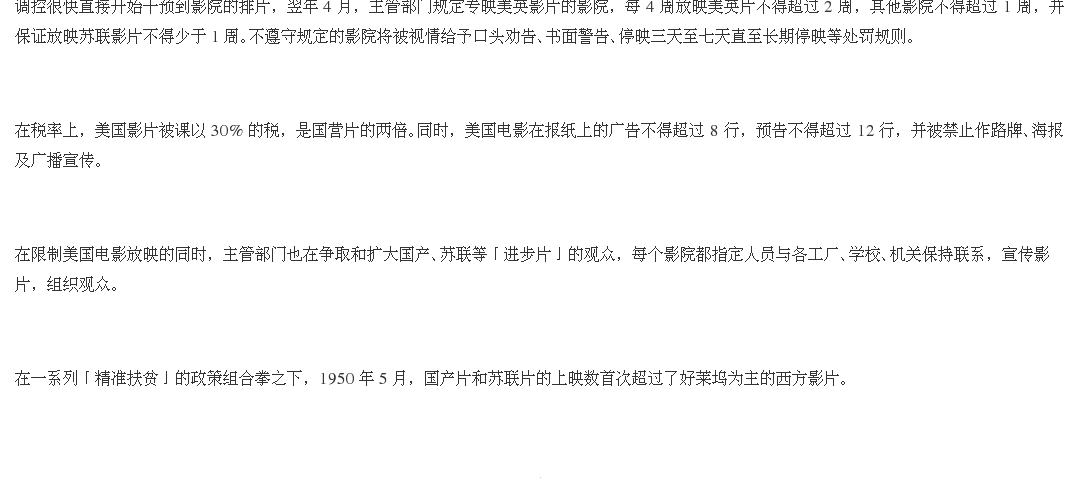 调控很快直接开始干预到影院的排片，翌年 4 月，主管部门规定专映美英影片的影院，每 4 周放映美英片不得超过 2 周，其他影院不得超过 1 周，并
保证放映苏联影片不得少于 1 周。不遵守规定的影院将被视情给予口头劝告、书面警告、停映三天至七天直至长期停映等处罚规则。
在税率上，美国影片被课以 30% 的税，是国营片的两倍。同时，美国电影在报纸上的广告不得超过 8 行，预告不得超过 12 行，并被禁止作路牌、海报
及广播宣传。
在限制美国电影放映的同时，主管部门也在争取和扩大国产、苏联等「进步片」的观众，每个影院都指定人员与各工厂、学校、机关保持联系，宣传影
片，组织观众。
在一系列「精准扶贫」的政策组合拳之下，1950 年 5 月，国产片和苏联片的上映数首次超过了好莱坞为主的西方影片。